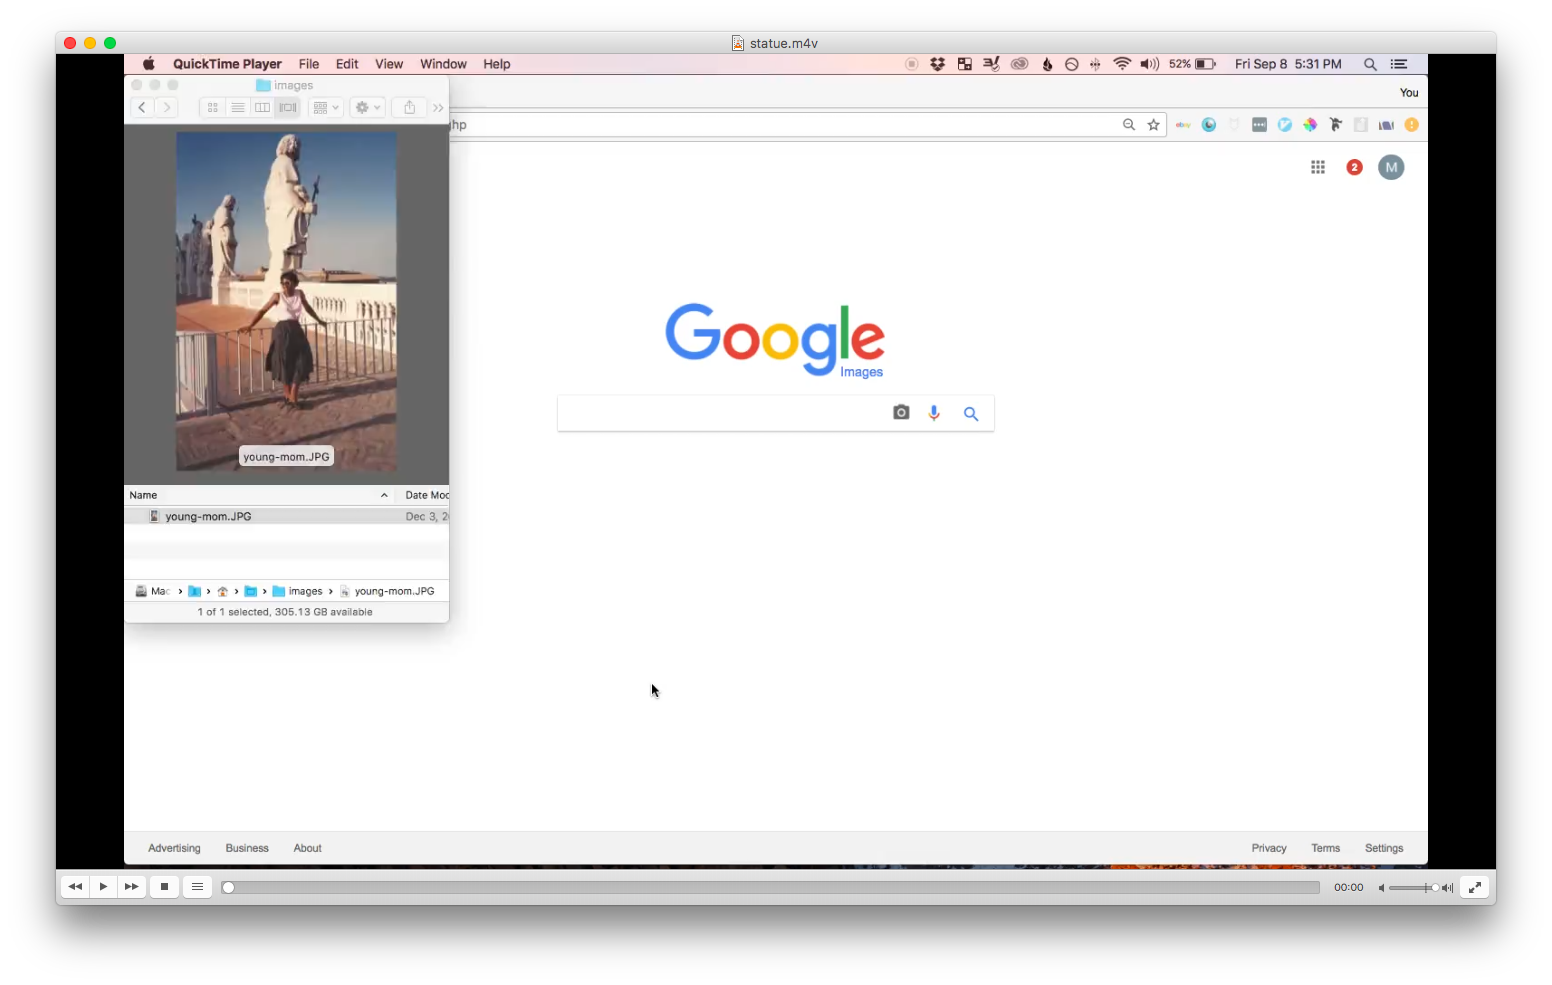 statue.m4v
QuickTime Player File Edit View Window Help 52% Fri Sep 8 5:31 PM
images
You
hp
2 M
Google
Images
young-mom.JPG
Name Date Mod
young-mom.JPG Dec 3, 2
Mac images young-mom.JPG
1 of 1 selected, 305.13 GB available
Advertising Business About Privacy Terms Settings
00:00